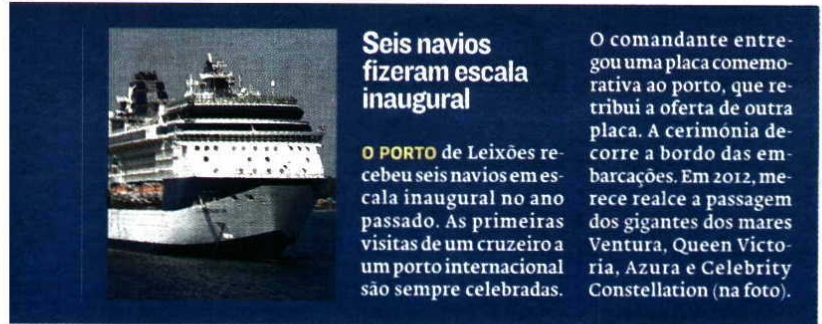 Seis navios
fizeram escala
inaugural
O PORTO de Leixões re-
cebeu seis navios em es-
cala inaugural no ano
passado. As primeiras
visitas de um cruzeiro a
um porto internacional
são sempre celebradas.
O comandante entre-
gou uma placa comemo-
rativa ao porto, que re-
tribui a oferta de outra
placa. A cerimónia de-
corre a bordo das em-
barcações. Em 2012, me-
rece realce a passagem
dos gigantes dos mares
Ventura, Queen Victo-
ria, Azura e Celebrity
Constellation (na foto).